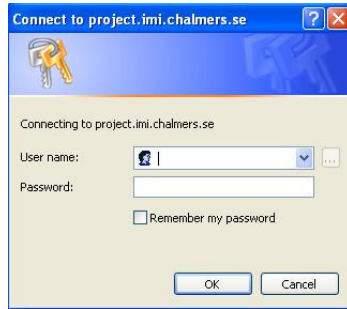 Connect to project.imi.chalmers.se
Connecting to project.imi.chalmers.se
User name:
Password:
Remember my password
OK Cancel